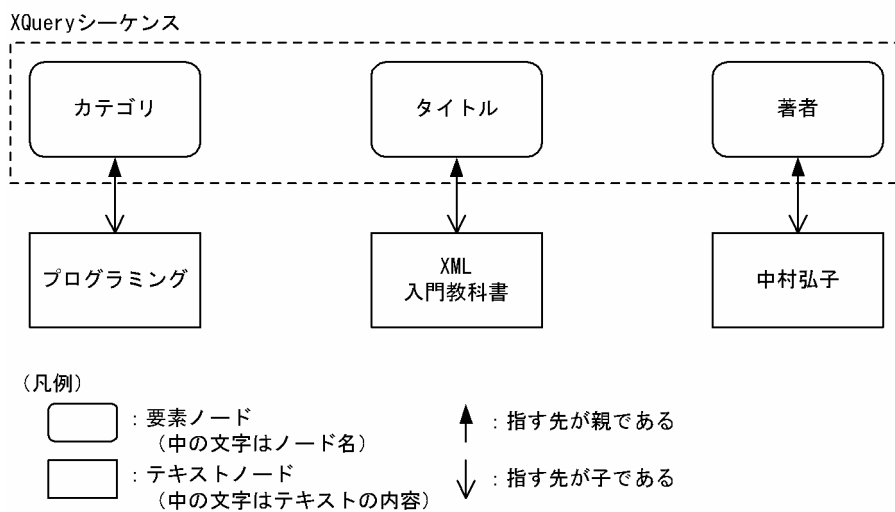 XQueryシーケンス
カテゴリ
タイトル
著者
プログラミング
XML
入門教科書
中村弘子
（凡例）
：要素ノード
（中の文字はノード名）
：指す先が親である
：テキストノード
（中の文字はテキストの内容）
：指す先が子である